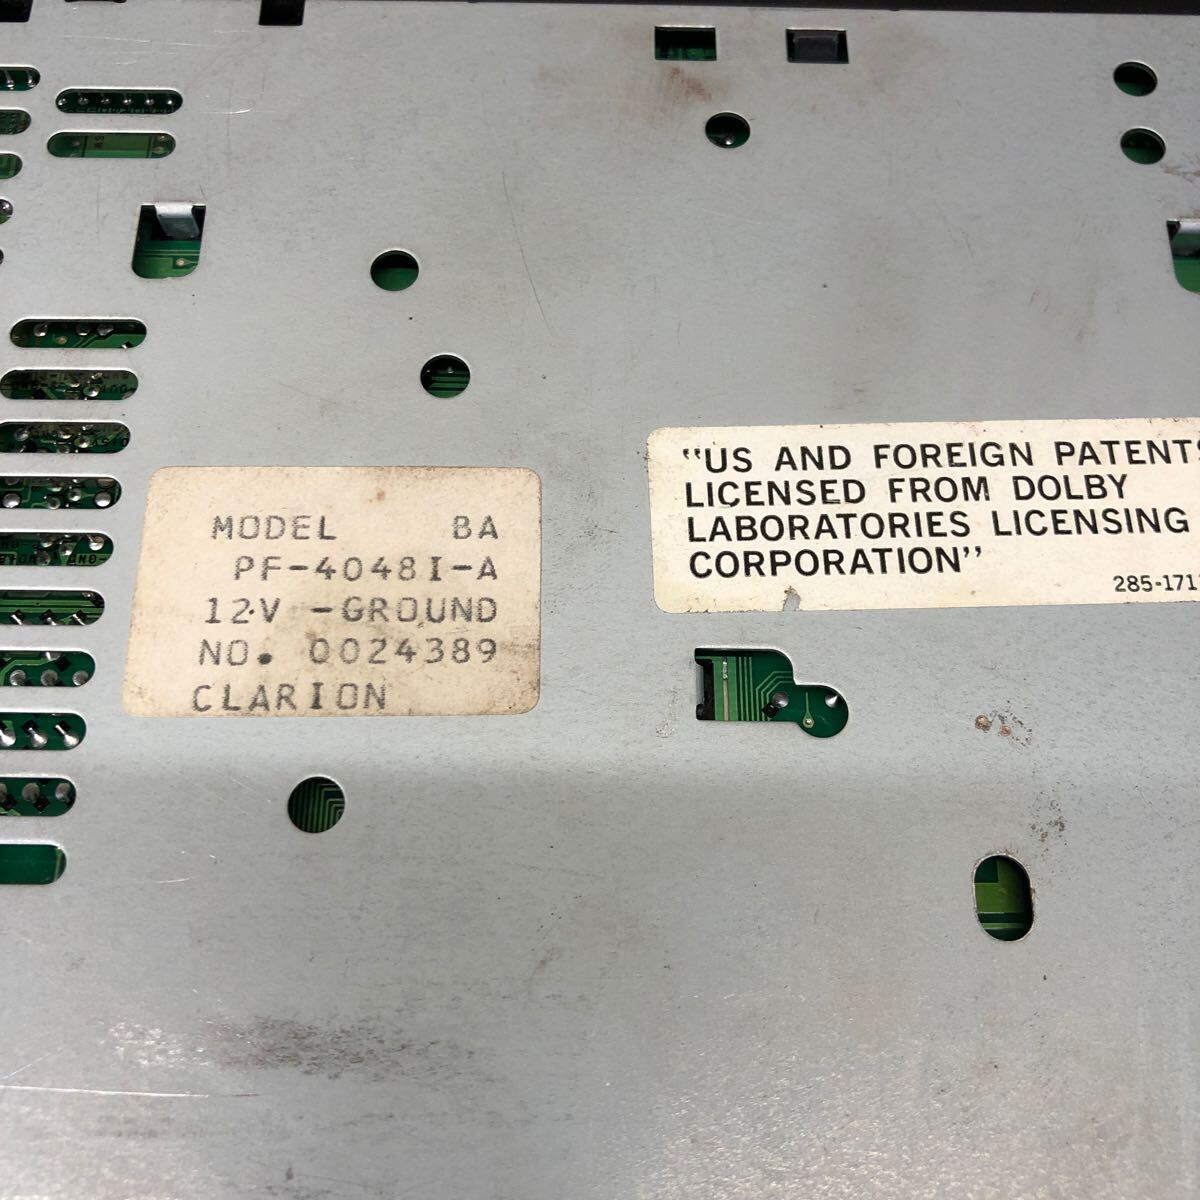 MODEL BA
PF-4048I-A
12V -GROUND
NO. 0024389
CLARION
"US AND FOREIGN PATENTS
LICENSED FROM DOLBY
LABORATORIES LICENSING
CORPORATION"
285-171